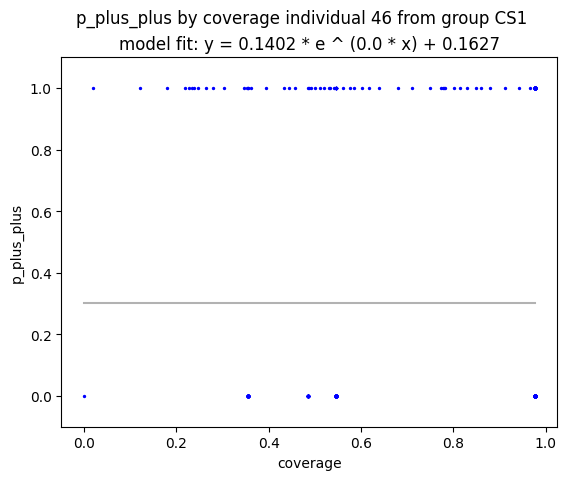 p_plus_plus by coverage individual 46 from group CS1
model fit: y = 0.1402 * e ^ (0.0 * x) + 0.1627
1.0
0.8
0.6
0.4
0.2
0.0
p_plus_plus
0.0 0.2 0.4 0.6 0.8 1.0
coverage